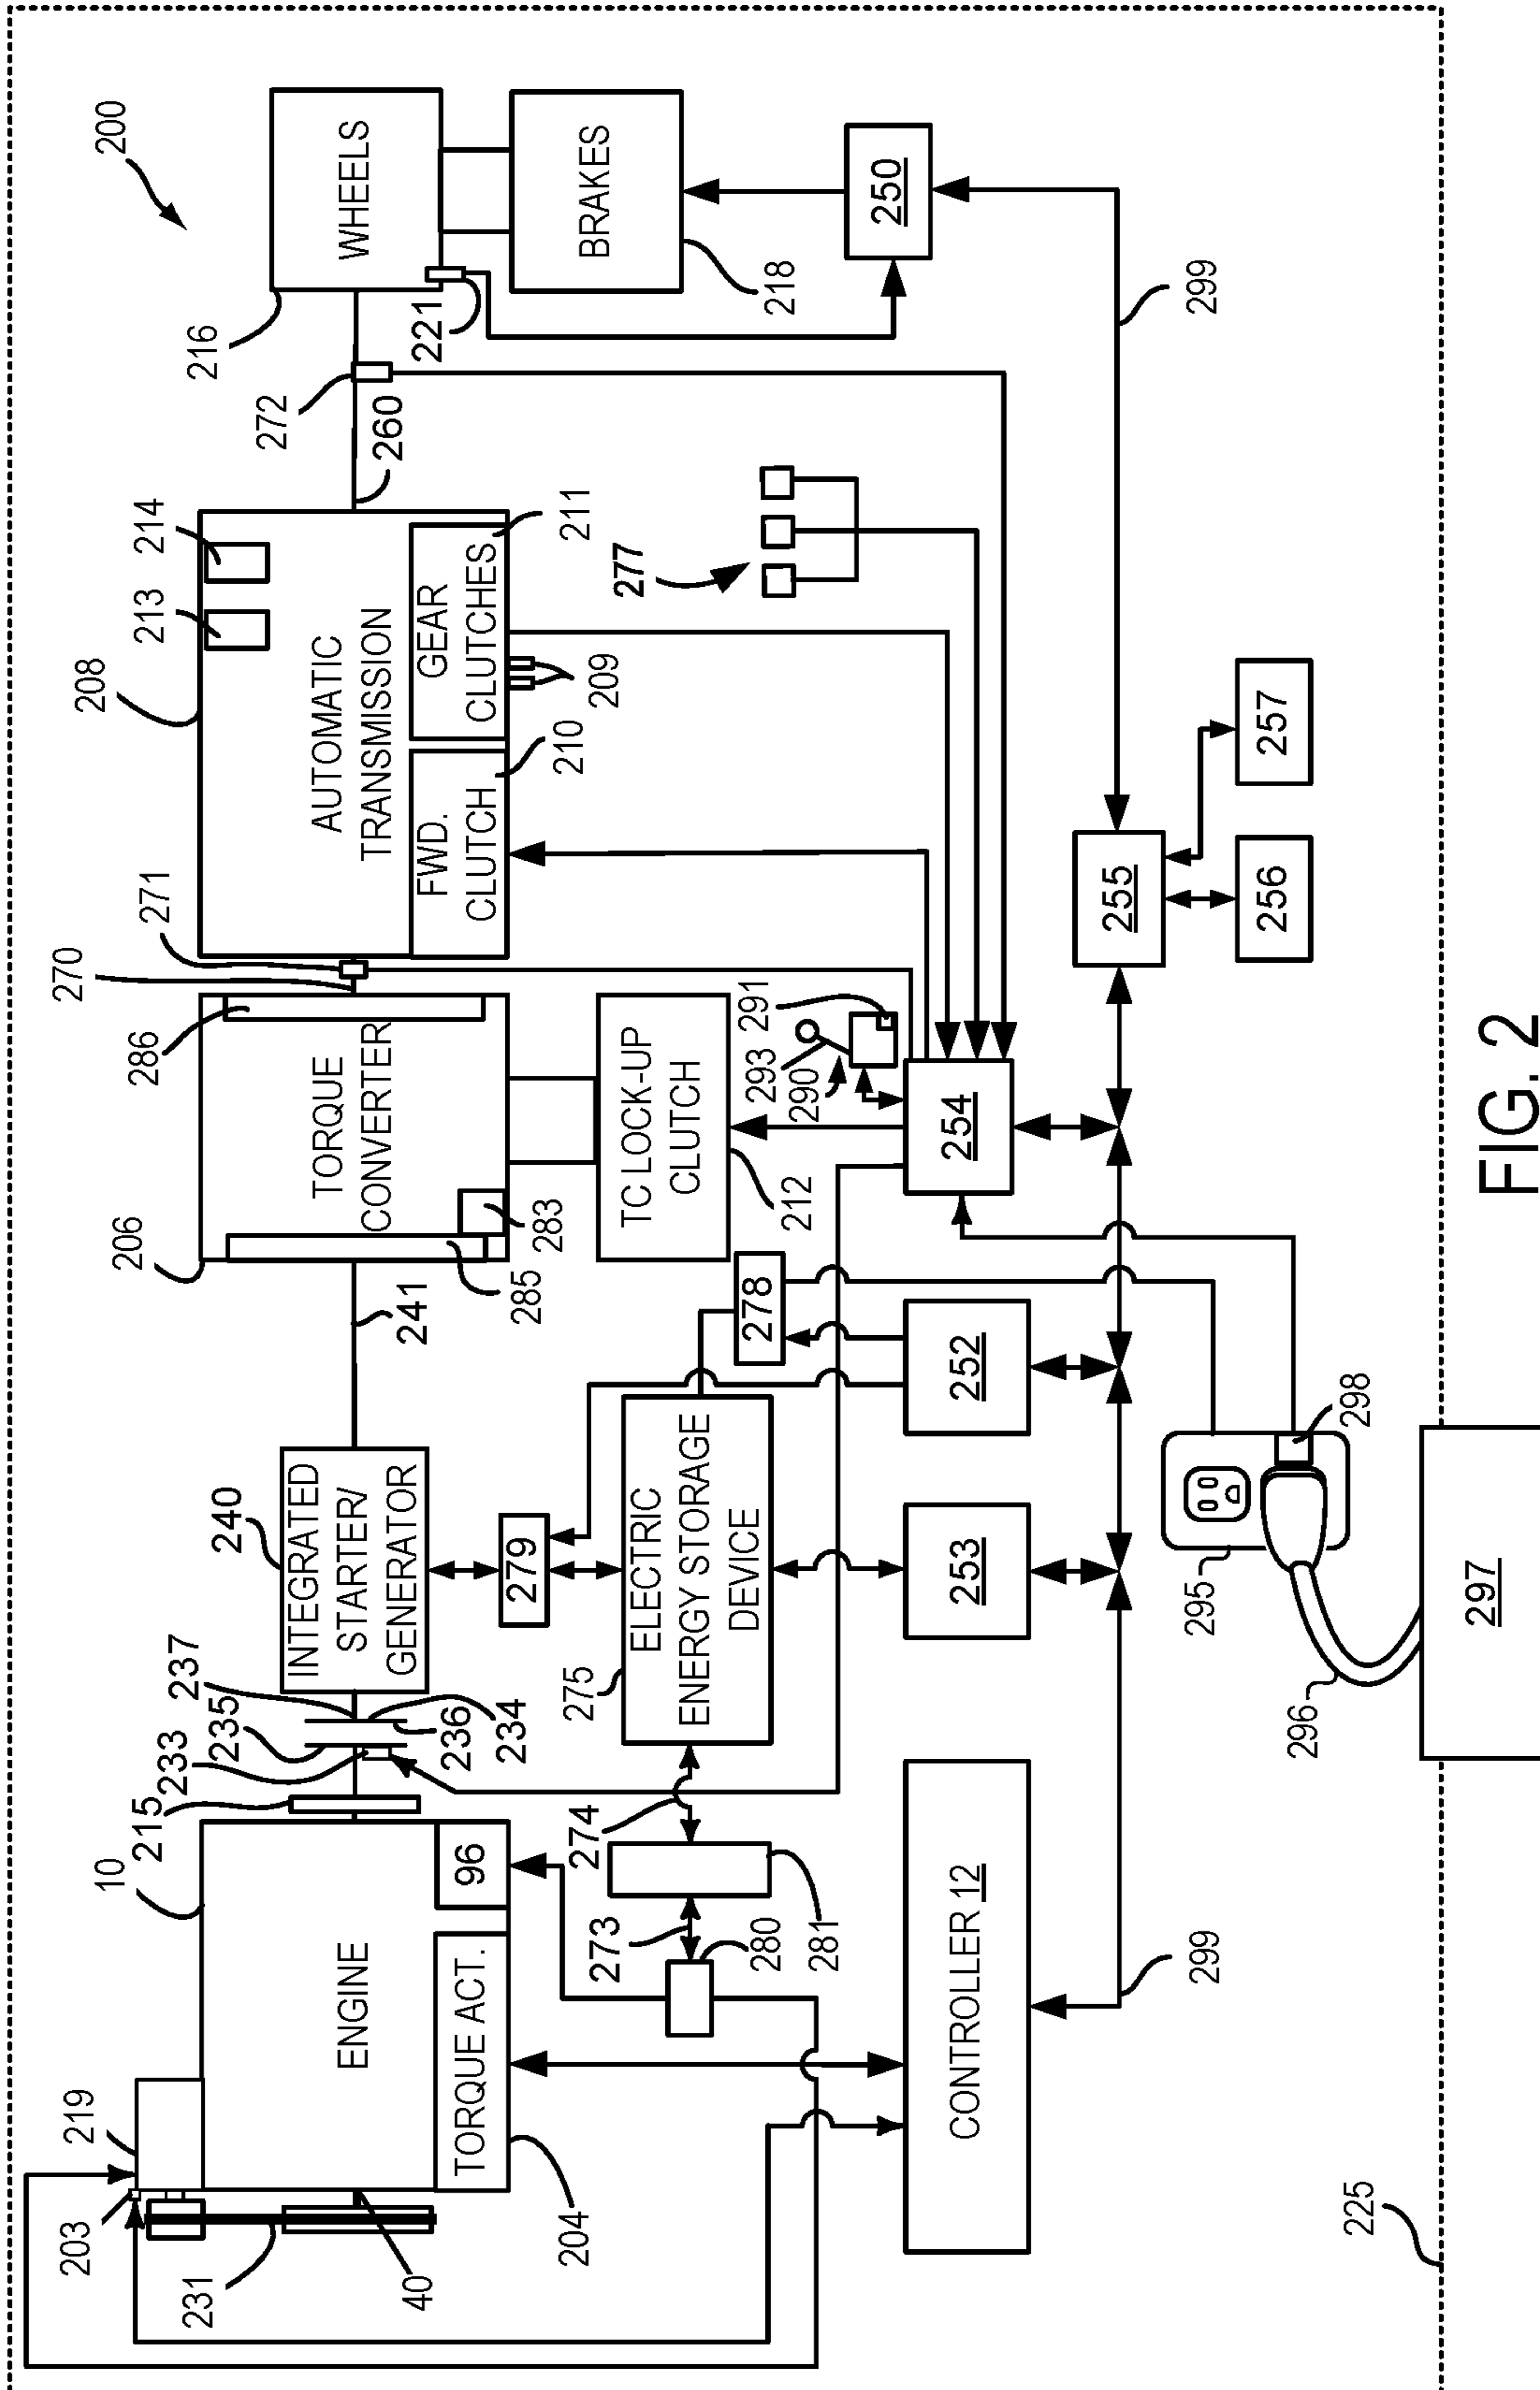 200
10
215
219
203
231
40
ENGINE
TORQUE ACT.
204
96
233
235
237
236
234
240
INTEGRATED
STARTER/
GENERATOR
241
206
TORQUE
CONVERTER
286
285
283
270
271
208
AUTOMATIC
TRANSMISSION
213
214
FWD.
CLUTCH
210
GEAR
CLUTCHES
211
209
260
272
216
WHEELS
221
BRAKES
218
250
277
TC LOCK-UP
CLUTCH
212
293
290
291
254
279
278
275
ELECTRIC
ENERGY STORAGE
DEVICE
274
273
280
281
CONTROLLER 12
253
252
255
256
257
299
299
295
296
298
297
225
FIG. 2